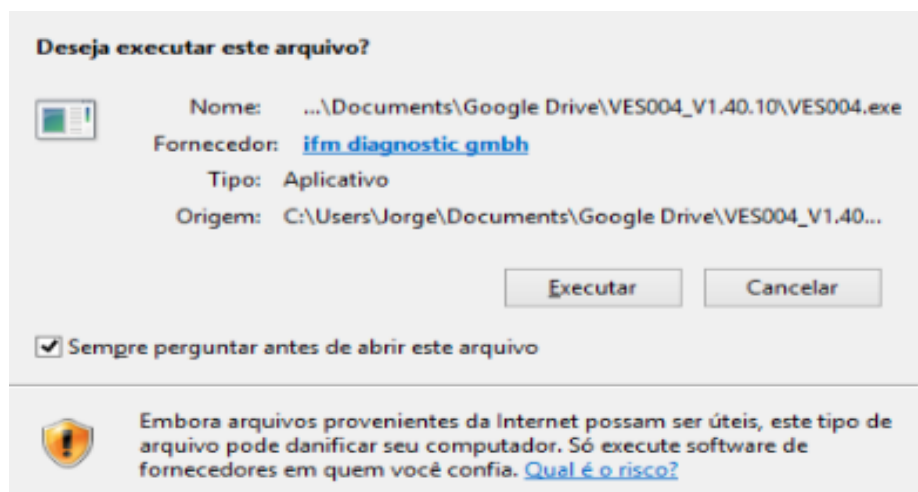 Deseja executar este arquivo?
Nome: ...\Documents\Google Drive\VES004_V1.40.10\VES004.exe
Fornecedor: ifm diagnostic gmbh
Tipo: Aplicativo
Origem: C:\Users\Jorge\Documents\Google Drive\VES004_V1.40...
Executar Cancelar
Sempre perguntar antes de abrir este arquivo
Embora arquivos provenientes da Internet possam ser úteis, este tipo de
arquivo pode danificar seu computador. Só execute software de
fornecedores em quem você confia. Qual é o risco?